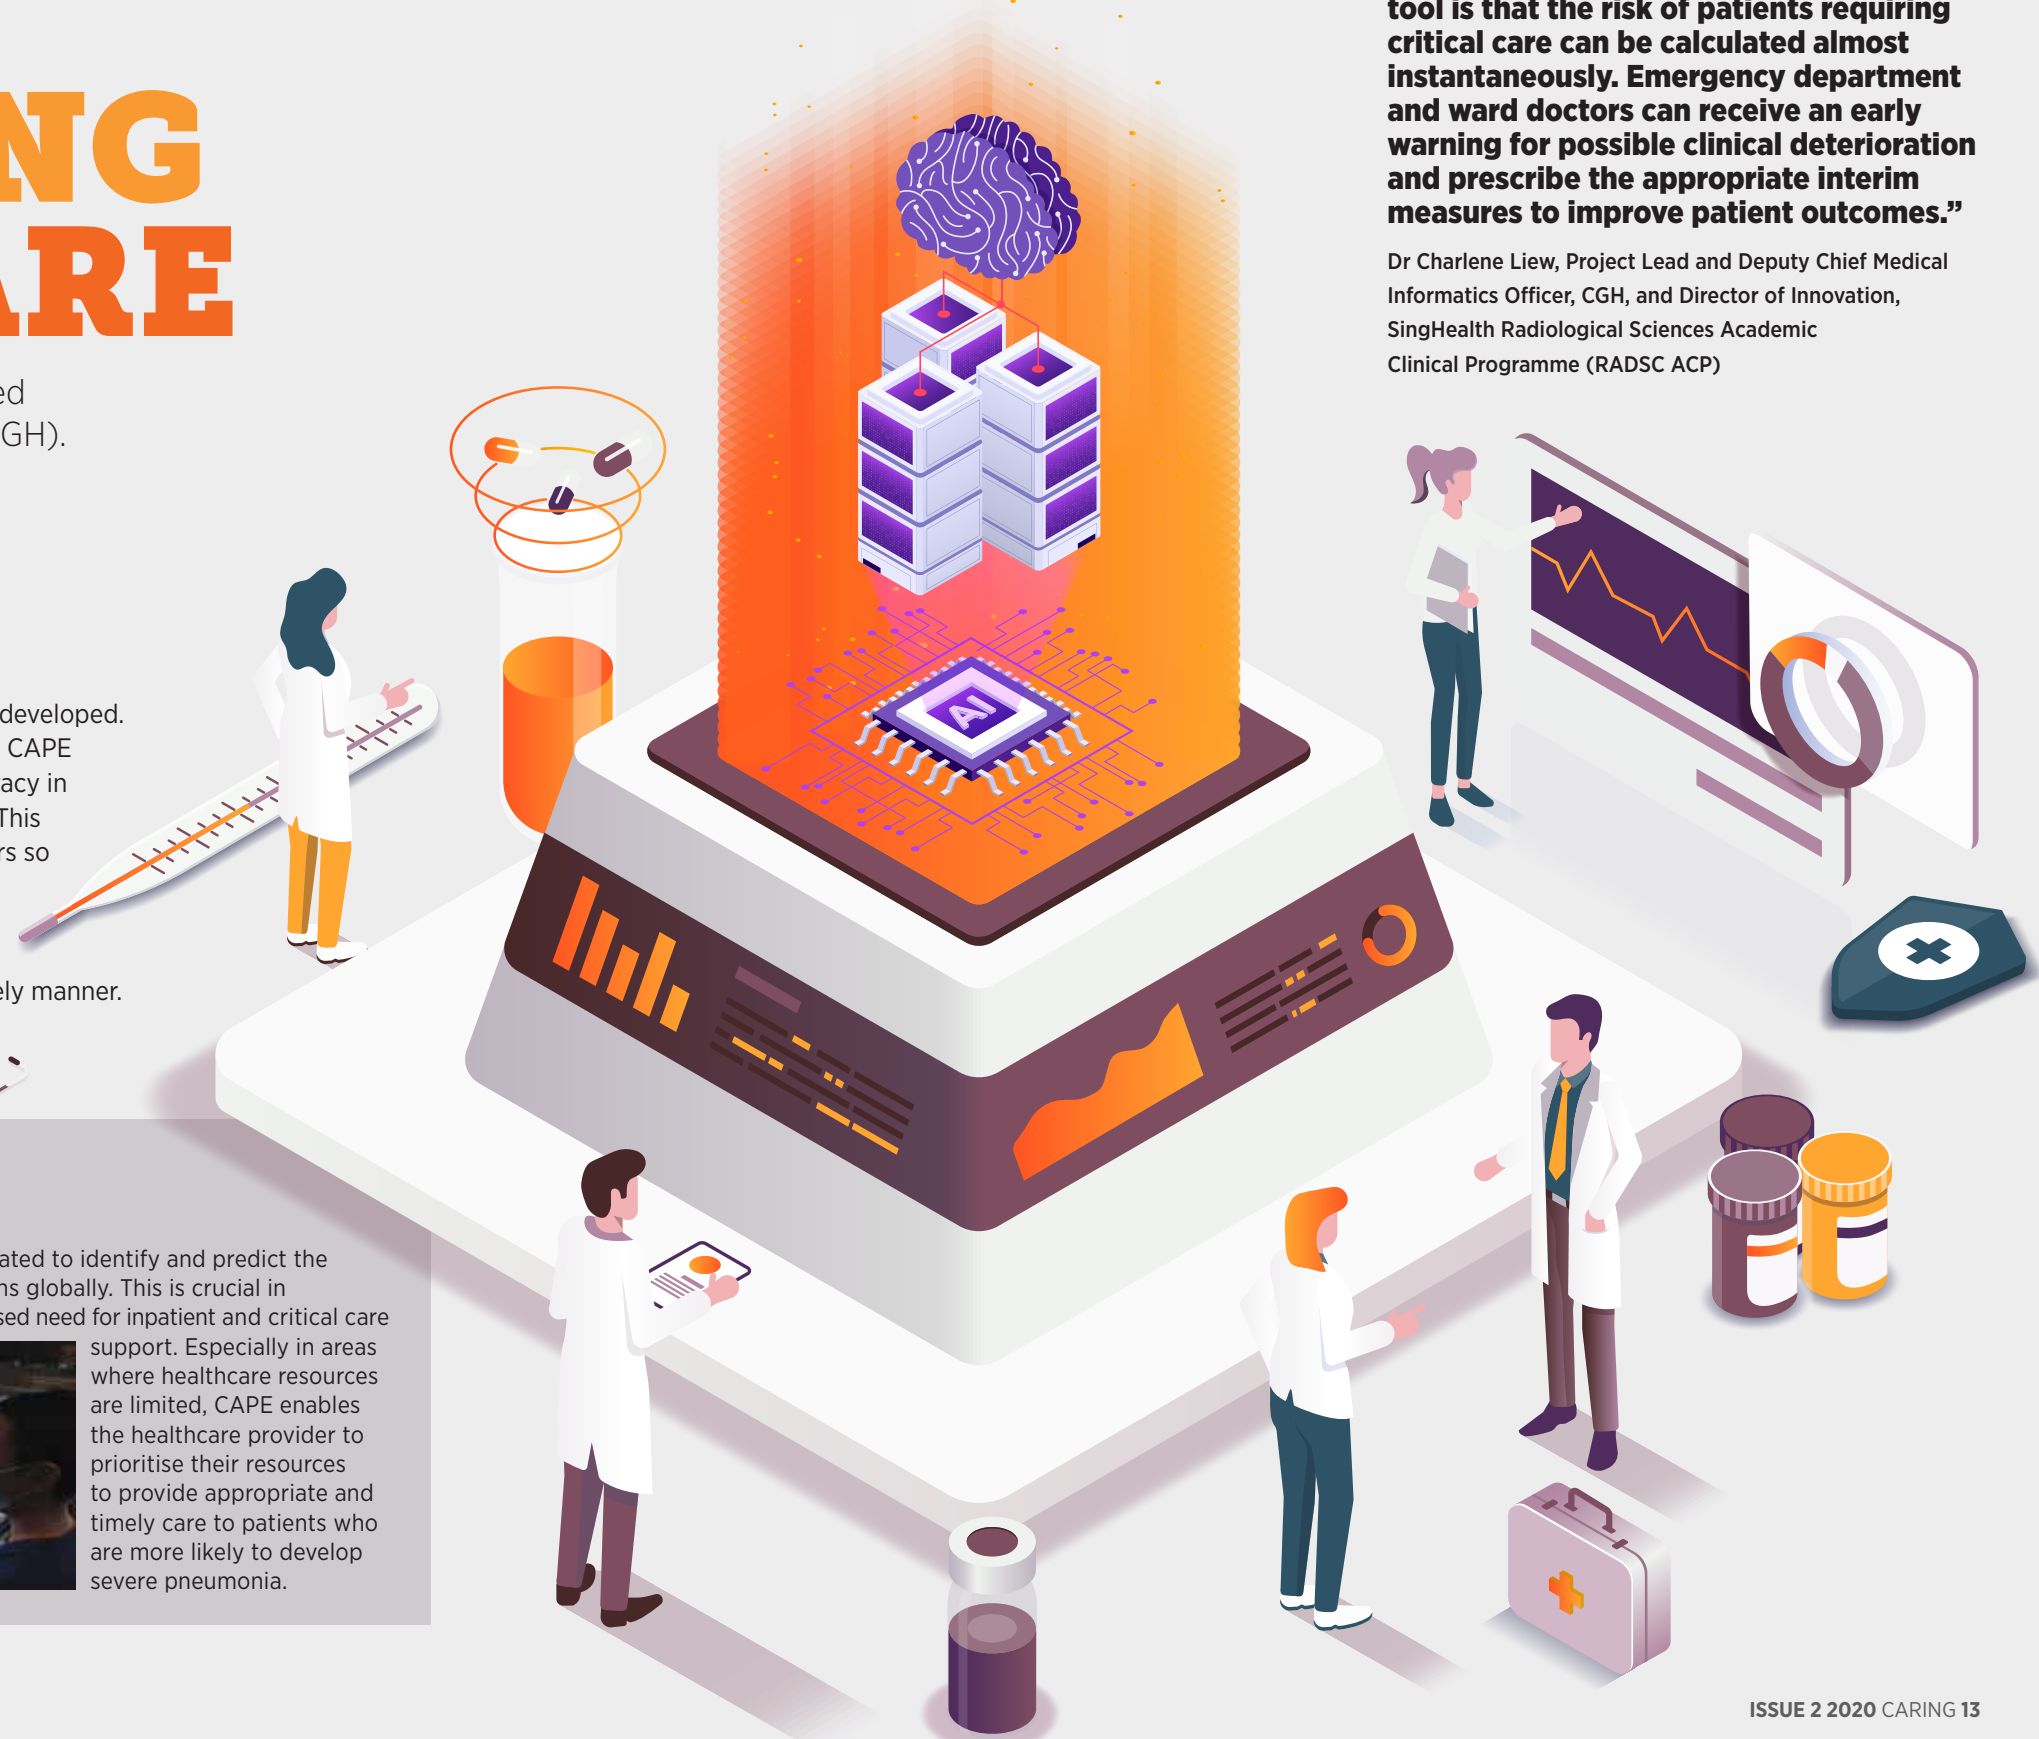 NG
ARE
ed
GH).
developed.
CAPE
acy in
This
rs so
ely manner.
ated to identify and predict the
ns globally. This is crucial in
sed need for inpatient and critical care
support. Especially in areas
where healthcare resources
are limited, CAPE enables
the healthcare provider to
prioritise their resources
to provide appropriate and
timely care to patients who
are more likely to develop
severe pneumonia.
AI
tool is that the risk of patients requiring
critical care can be calculated almost
instantaneously. Emergency department
and ward doctors can receive an early
warning for possible clinical deterioration
and prescribe the appropriate interim
measures to improve patient outcomes.”
Dr Charlene Liew, Project Lead and Deputy Chief Medical
Informatics Officer, CGH, and Director of Innovation,
SingHealth Radiological Sciences Academic
Clinical Programme (RADSC ACP)
ISSUE 2 2020 CARING 13